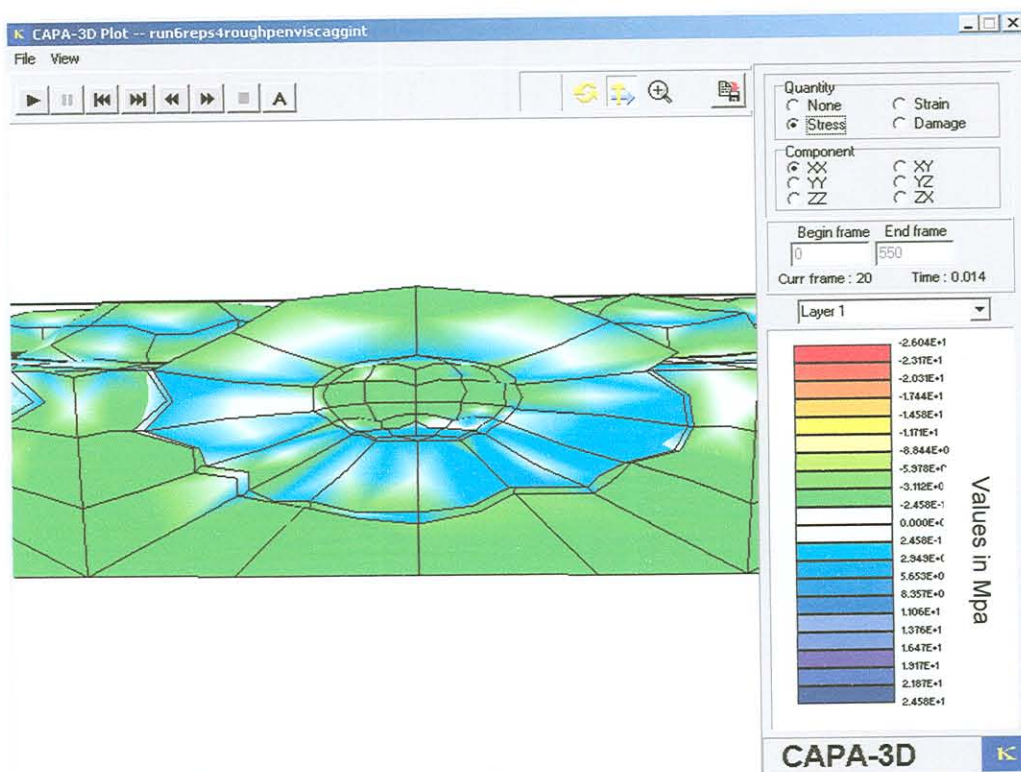 CAPA-3D Plot -- run6reps4roughpenviscaggint
File View
A
Quantity
None Strain
Stress Damage
Component
XX XY
YY YZ
ZZ ZX
Begin frame End frame
0 550
Curr frame : 20 Time : 0.014
Layer 1
-2.604E+1
-2.317E+1
-2.031E+1
-1.744E+1
-1.458E+1
-1.171E+1
-8.844E+0
-5.978E+(
-3.112E+0
-2.458E-1
0.000E+(
2.458E-1
2.949E+(
5.653E+0
8.357E+0
1.106E+1
1.376E+1
1.647E+1
1.917E+1
2.187E+1
2.458E+1
Values in Mpa
CAPA-3D
K